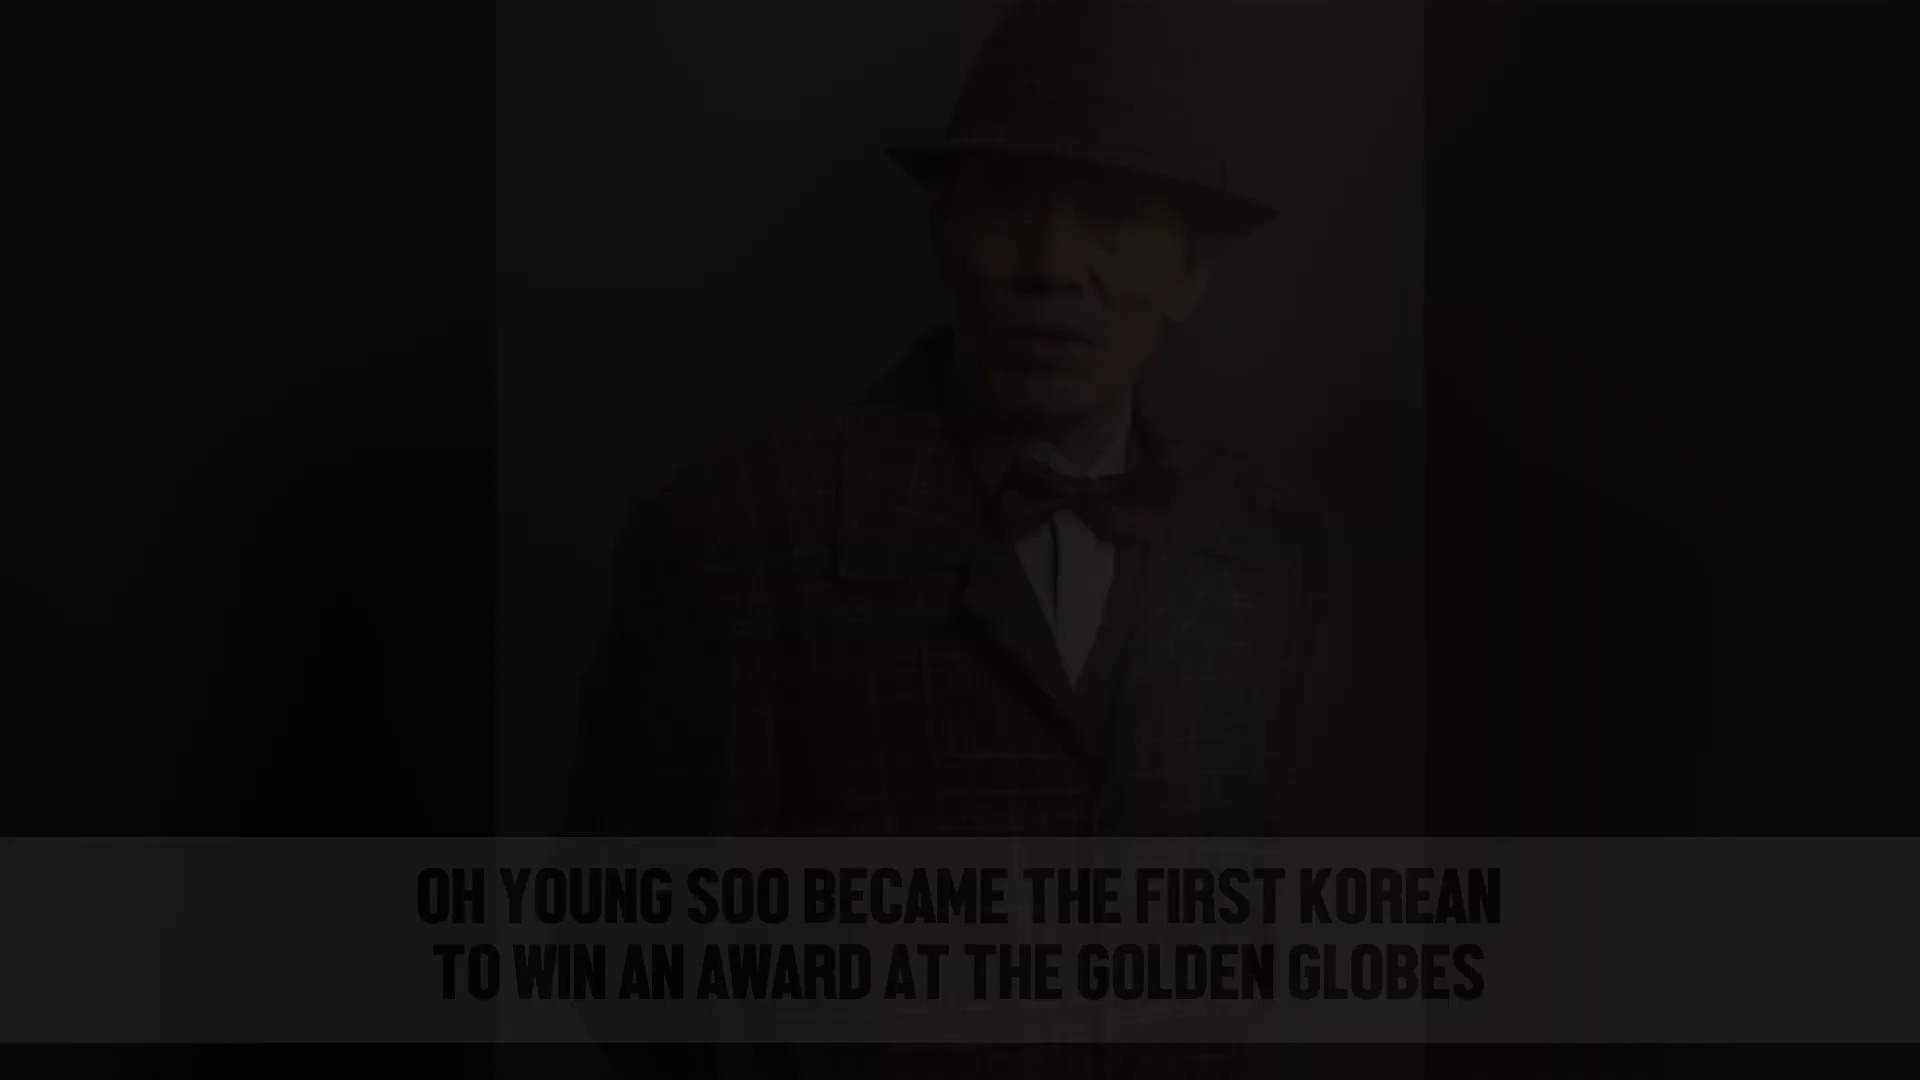 OH YOUNG SOO BECAME THE FIRST KOREAN
TO WIN AN AWARD AT THE GOLDEN GLOBES